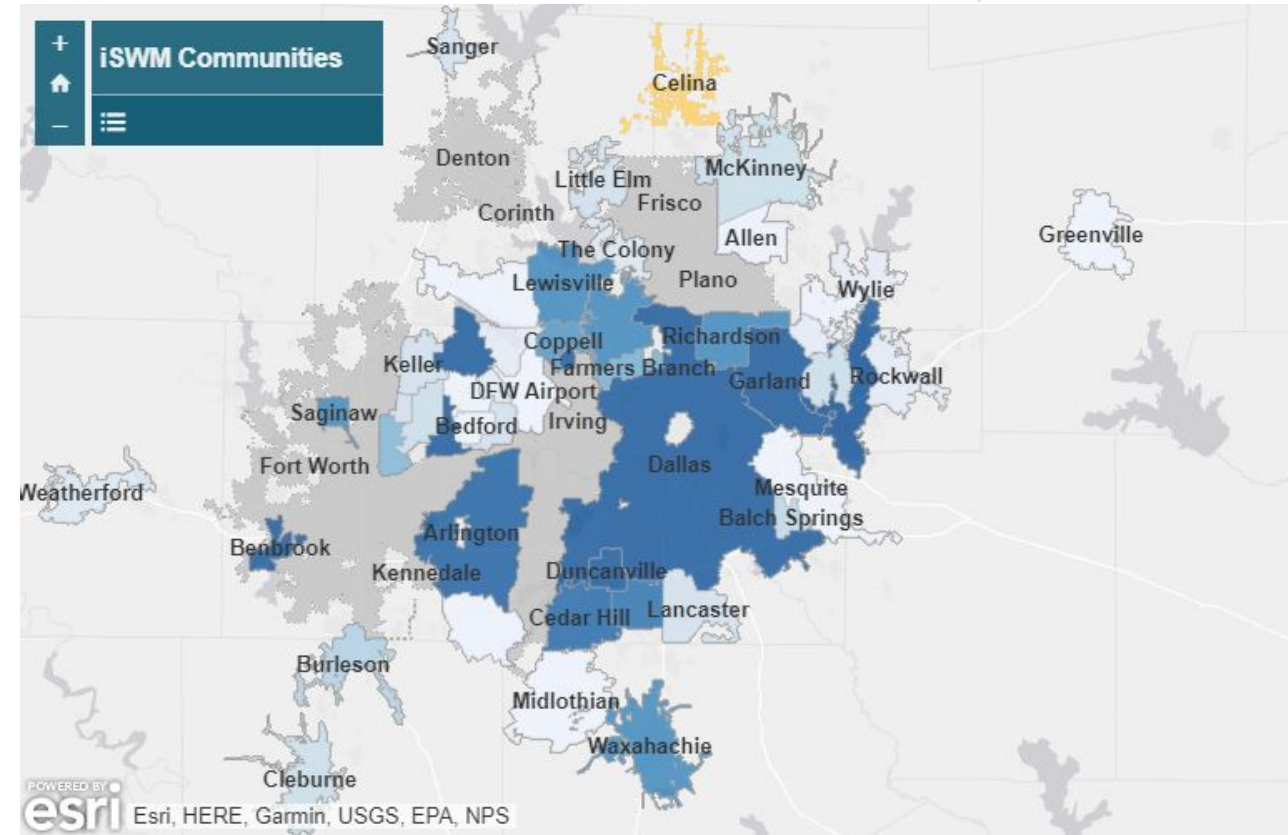 +
iSWM Communities
−
Sanger
Celina
Denton
McKinney
Little Elm
Frisco
Corinth
Allen
Greenville
The Colony
Plano
Lewisville
Wylie
Coppell
Richardson
Keller
Farmers Branch
Garland
Rockwall
DFW Airport
Saginaw
Bedford
Irving
Fort Worth
Dallas
Weatherford
Mesquite
Balch Springs
Arlington
Benbrook
Kennedale
Duncanville
Cedar Hill
Lancaster
Burleson
Midlothian
Waxahachie
Cleburne
POWERED BY
esri
Esri, HERE, Garmin, USGS, EPA, NPS